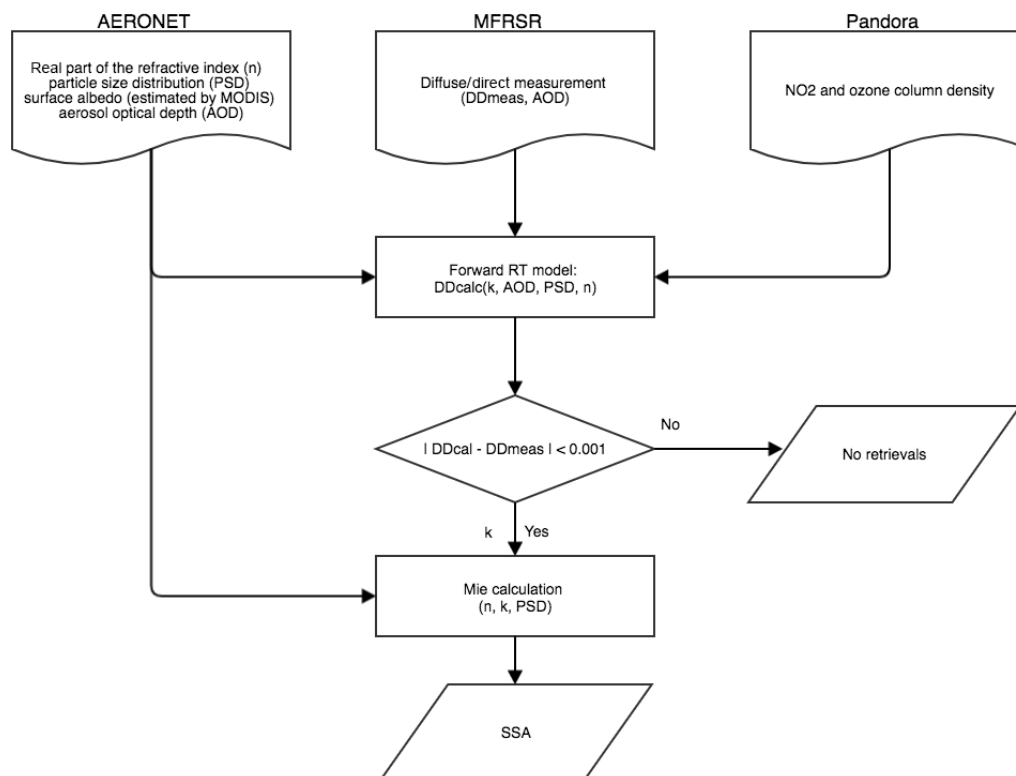 AERONET
MFRSR
Pandora
Real part of the refractive index (n)
particle size distribution (PSD)
surface albedo (estimated by MODIS)
aerosol optical depth (AOD)
Diffuse/direct measurement
(DDmeas, AOD)
NO2 and ozone column density
Forward RT model:
DDcalc(k, AOD, PSD, n)
| DDcal - DDmeas | < 0.001
No
No retrievals
k
Yes
Mie calculation
(n, k, PSD)
SSA